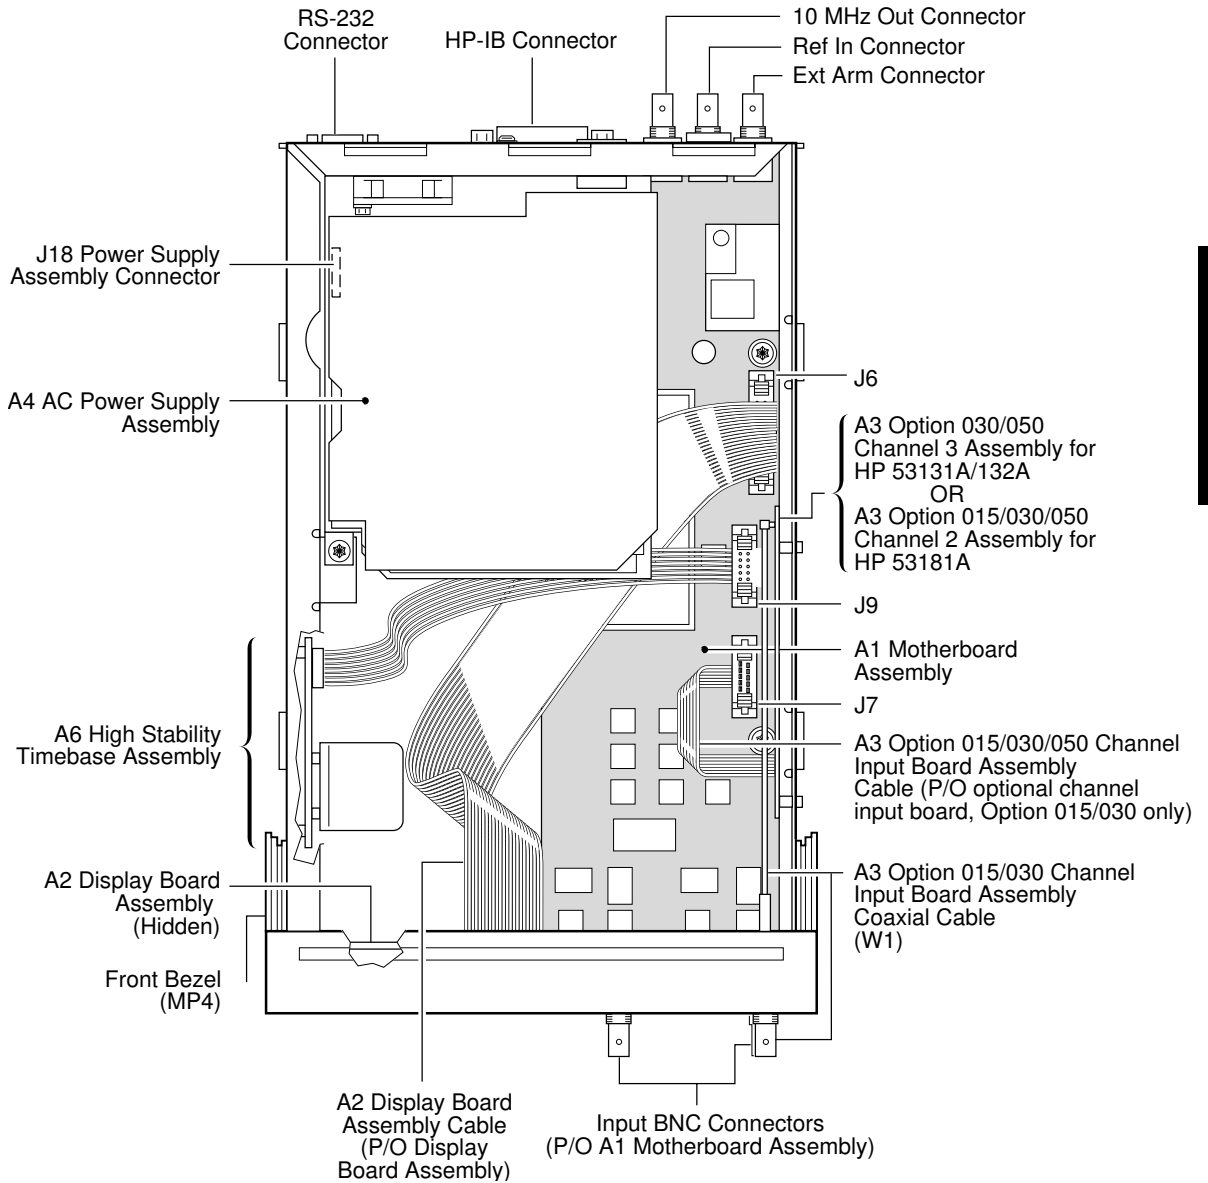 RS-232
Connector
HP-IB Connector
10 MHz Out Connector
Ref In Connector
Ext Arm Connector
J18 Power Supply
Assembly Connector
A4 AC Power Supply
Assembly
J6
A3 Option 030/050
Channel 3 Assembly for
HP 53131A/132A
OR
A3 Option 015/030/050
Channel 2 Assembly for
HP 53181A
J9
A1 Motherboard
Assembly
J7
A6 High Stability
Timebase Assembly
A3 Option 015/030/050 Channel
Input Board Assembly
Cable (P/O optional channel
input board, Option 015/030 only)
A2 Display Board
Assembly
(Hidden)
A3 Option 015/030 Channel
Input Board Assembly
Coaxial Cable
(W1)
Front Bezel
(MP4)
A2 Display Board
Assembly Cable
(P/O Display
Board Assembly)
Input BNC Connectors
(P/O A1 Motherboard Assembly)